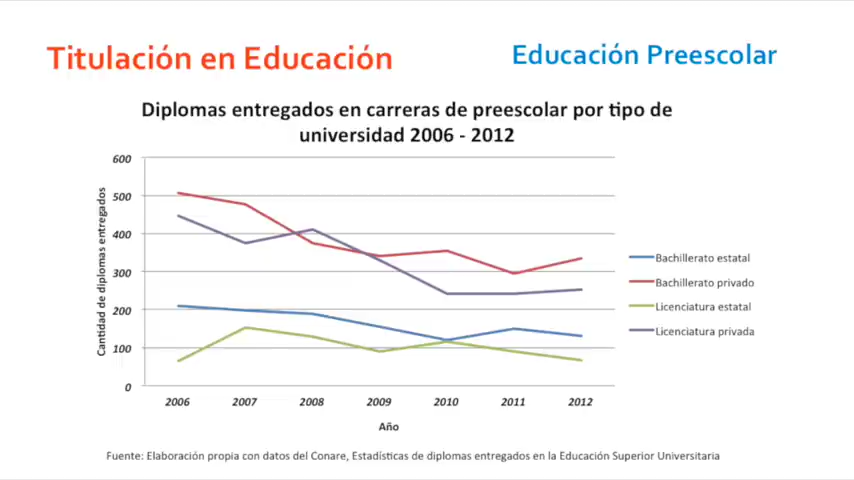 Titulación en Educación
Educación Preescolar
Diplomas entregados en carreras de preescolar por tipo de
universidad 2006 - 2012
Cantidad de diplomas entregados
600
500
400
300
200
100
0
2006 2007 2008 2009 2010 2011 2012
Año
Bachillerato estatal
Bachillerato privado
Licenciatura estatal
Licenciatura privada
Fuente: Elaboración propia con datos del Conare, Estadísticas de diplomas entregados en la Educación Superior Universitaria